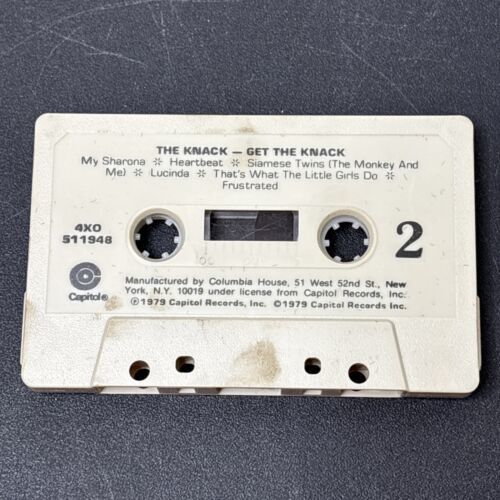 THE KNACK — GET THE KNACK
My Sharona ✲ Heartbeat ✲ Siamese Twins (The Monkey And
Me) ✲ Lucinda ✲ That's What The Little Girls Do ✲
Frustrated
4XO
511948
2
Capitol®
Manufactured by Columbia House, 51 West 52nd St., New
York, N.Y. 10019 under license from Capitol Records, Inc.
℗1979 Capitol Records, Inc. ©1979 Capitol Records Inc.